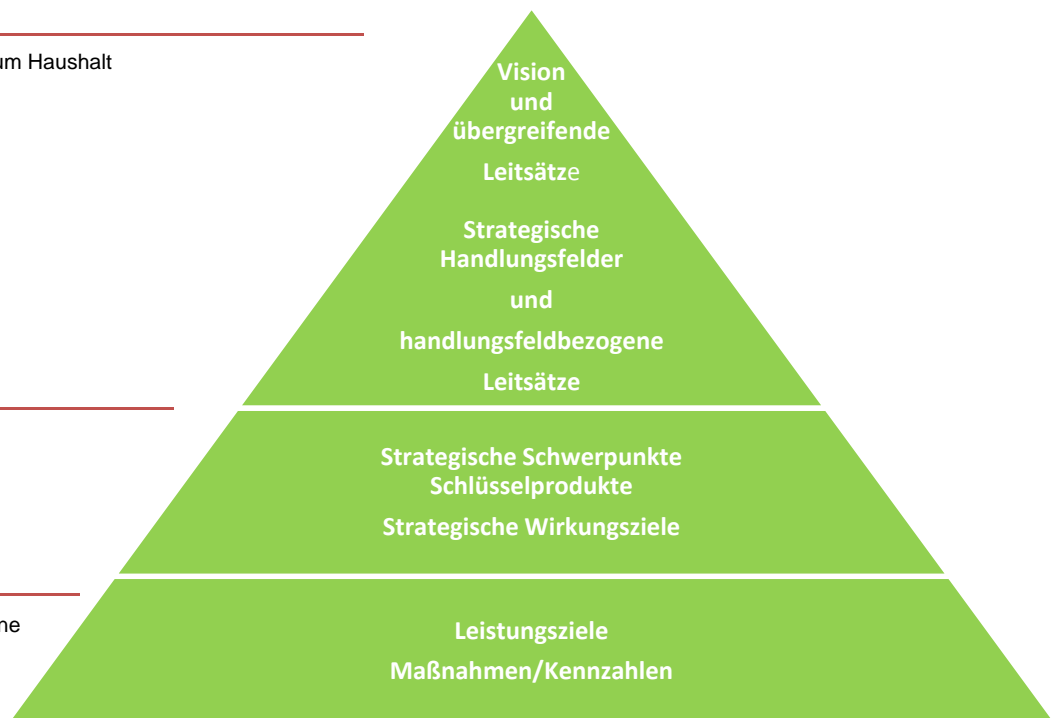 um Haushalt
Vision
und
übergreifende
Leitsätze
Strategische
Handlungsfelder
und
handlungsfeldbezogene
Leitsätze
Strategische Schwerpunkte
Schlüsselprodukte
Strategische Wirkungsziele
ne
Leistungsziele
Maßnahmen/Kennzahlen